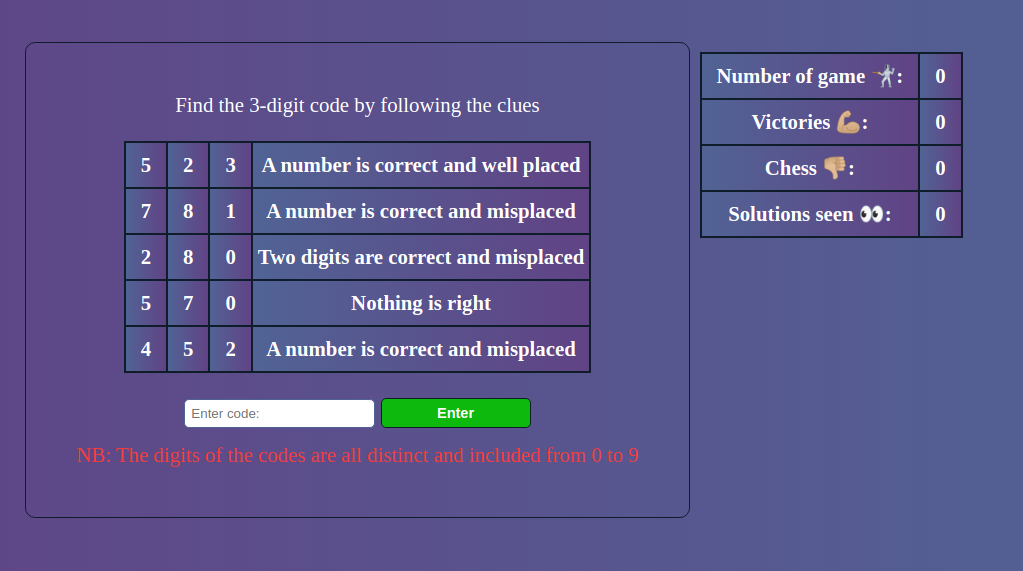 Find the 3-digit code by following the clues
5 2 3 A number is correct and well placed
7 8 1 A number is correct and misplaced
2 8 0 Two digits are correct and misplaced
5 7 0 Nothing is right
4 5 2 A number is correct and misplaced
Enter code: Enter
NB: The digits of the codes are all distinct and included from 0 to 9
Number of game 🤺: 0
Victories 💪🏼: 0
Chess 👎🏼: 0
Solutions seen 👀: 0